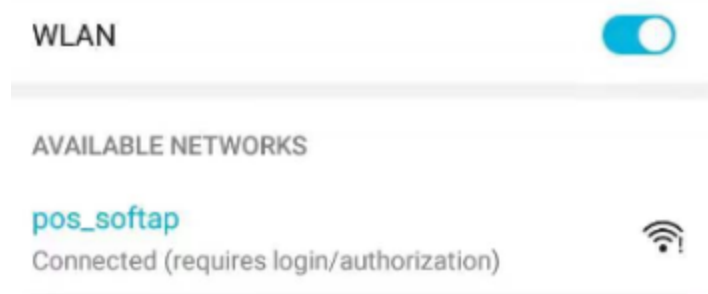 WLAN
AVAILABLE NETWORKS
pos_softap
Connected (requires login/authorization)